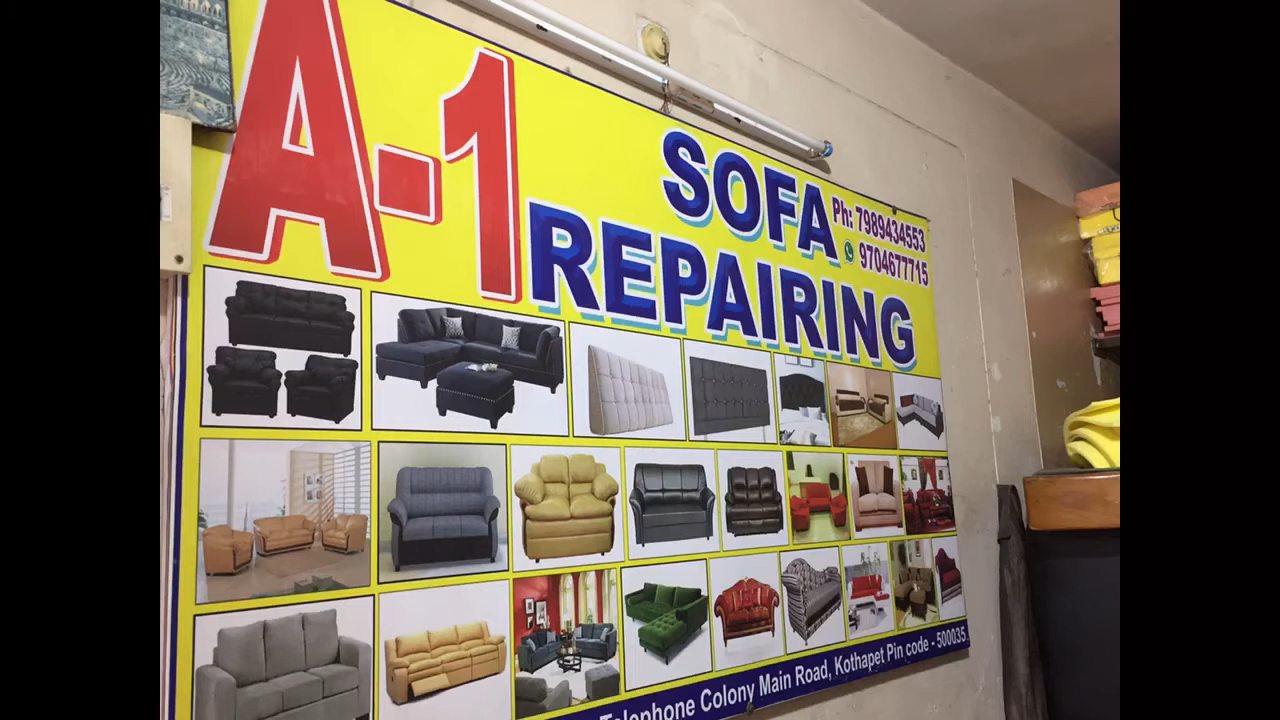 A-1
SOFA
REPAIRING
Ph: 7989434553
9704677715
Telephone Colony Main Road, Kothapet Pin code - 500035